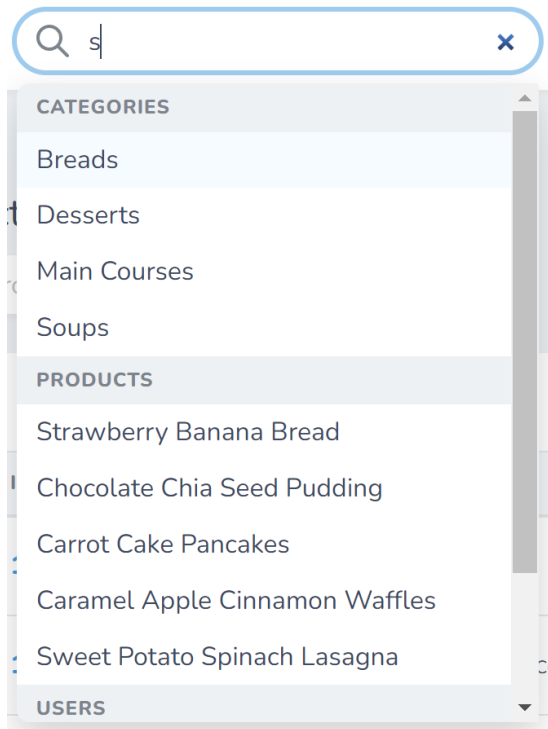 s
CATEGORIES
Breads
Desserts
Main Courses
Soups
PRODUCTS
Strawberry Banana Bread
Chocolate Chia Seed Pudding
Carrot Cake Pancakes
Caramel Apple Cinnamon Waffles
Sweet Potato Spinach Lasagna
USERS